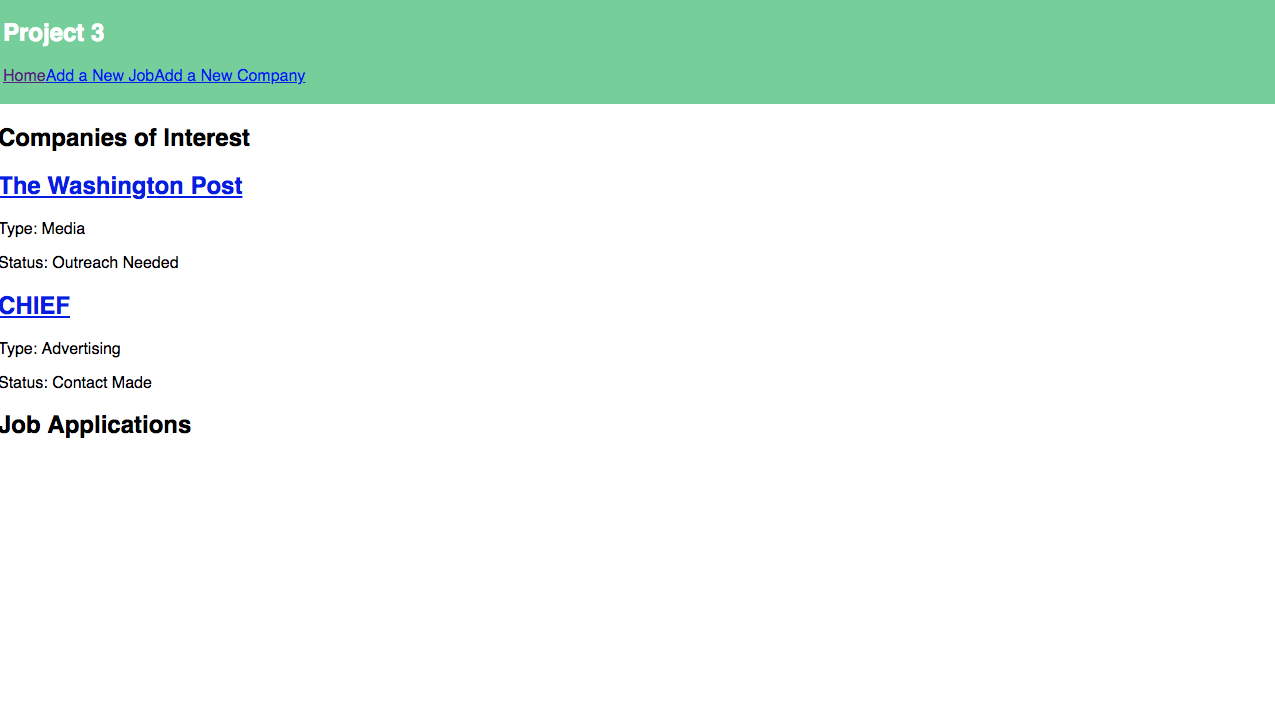 Project 3
HomeAdd a New JobAdd a New Company
Companies of Interest
The Washington Post
Type: Media
Status: Outreach Needed
CHIEF
Type: Advertising
Status: Contact Made
Job Applications